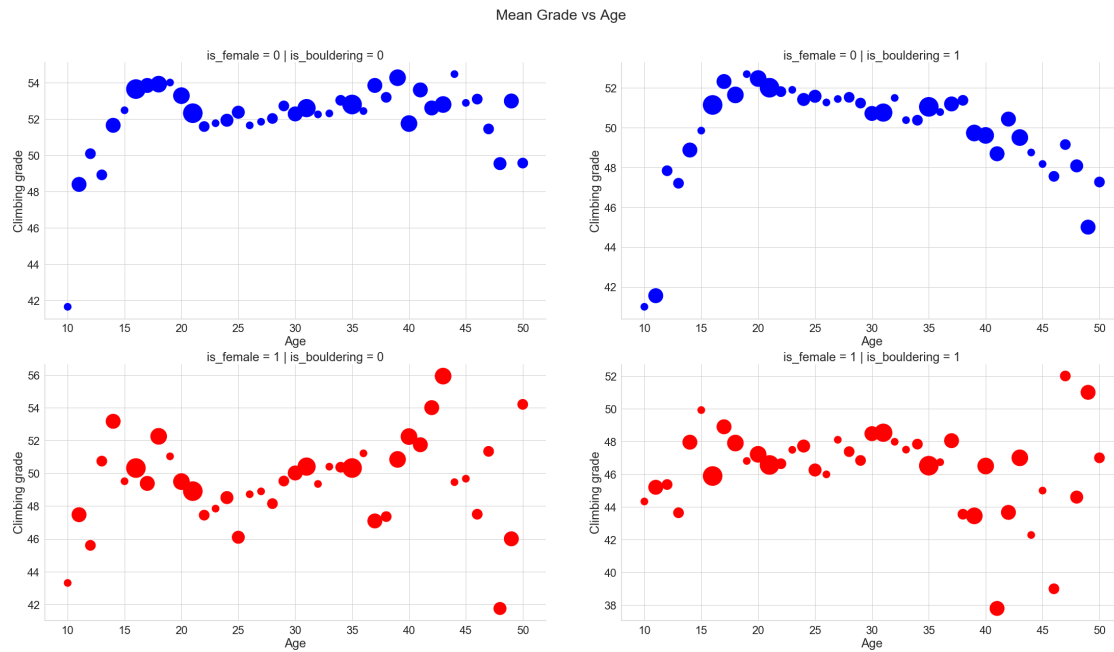 Mean Grade vs Age
is_female = 0 | is_bouldering = 0
Climbing grade
54
52
50
48
46
44
42
10 15 20 25 30 35 40 45 50
Age
is_female = 0 | is_bouldering = 1
Climbing grade
52
50
48
46
44
42
10 15 20 25 30 35 40 45 50
Age
is_female = 1 | is_bouldering = 0
Climbing grade
56
54
52
50
48
46
44
42
10 15 20 25 30 35 40 45 50
Age
is_female = 1 | is_bouldering = 1
Climbing grade
52
50
48
46
44
42
40
38
10 15 20 25 30 35 40 45 50
Age